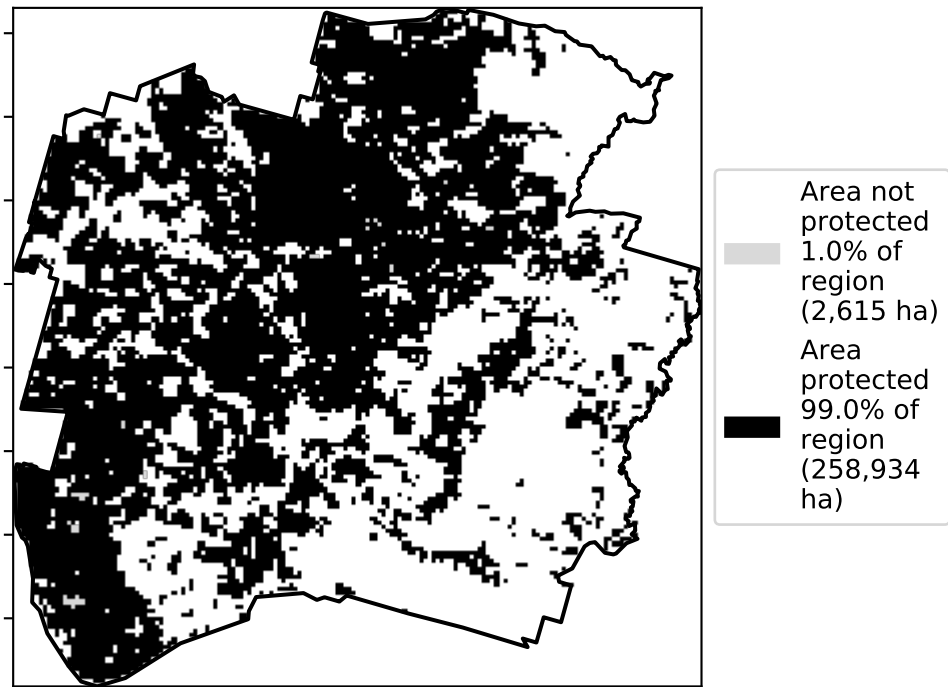 Area not
protected
1.0% of
region
(2,615 ha)
Area
protected
99.0% of
region
(258,934
ha)